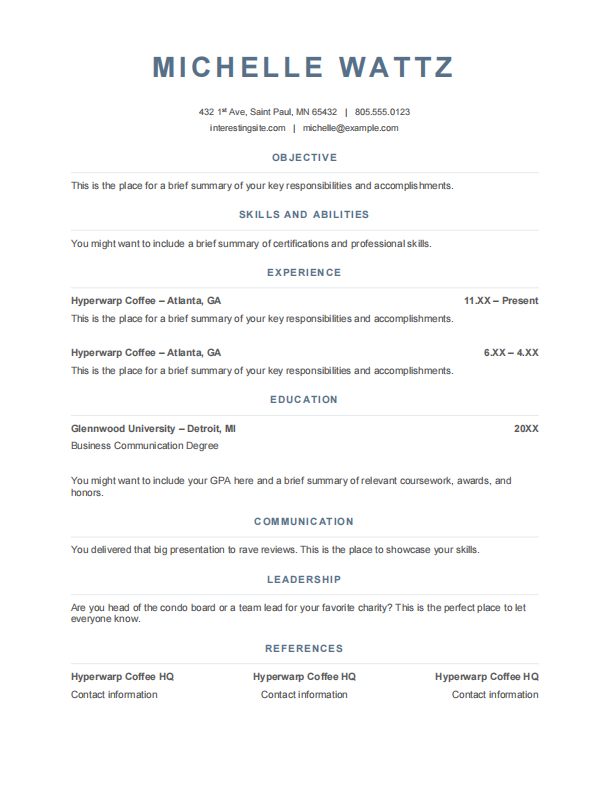 MICHELLE WATTZ
432 1st Ave, Saint Paul, MN 65432 | 805.555.0123
interestingsite.com | michelle@example.com
OBJECTIVE
This is the place for a brief summary of your key responsibilities and accomplishments.
SKILLS AND ABILITIES
You might want to include a brief summary of certifications and professional skills.
EXPERIENCE
Hyperwarp Coffee – Atlanta, GA 11.XX – Present
This is the place for a brief summary of your key responsibilities and accomplishments.
Hyperwarp Coffee – Atlanta, GA 6.XX – 4.XX
This is the place for a brief summary of your key responsibilities and accomplishments.
EDUCATION
Glennwood University – Detroit, MI 20XX
Business Communication Degree
You might want to include your GPA here and a brief summary of relevant coursework, awards, and
honors.
COMMUNICATION
You delivered that big presentation to rave reviews. This is the place to showcase your skills.
LEADERSHIP
Are you head of the condo board or a team lead for your favorite charity? This is the perfect place to let
everyone know.
REFERENCES
Hyperwarp Coffee HQ Hyperwarp Coffee HQ Hyperwarp Coffee HQ
Contact information Contact information Contact information